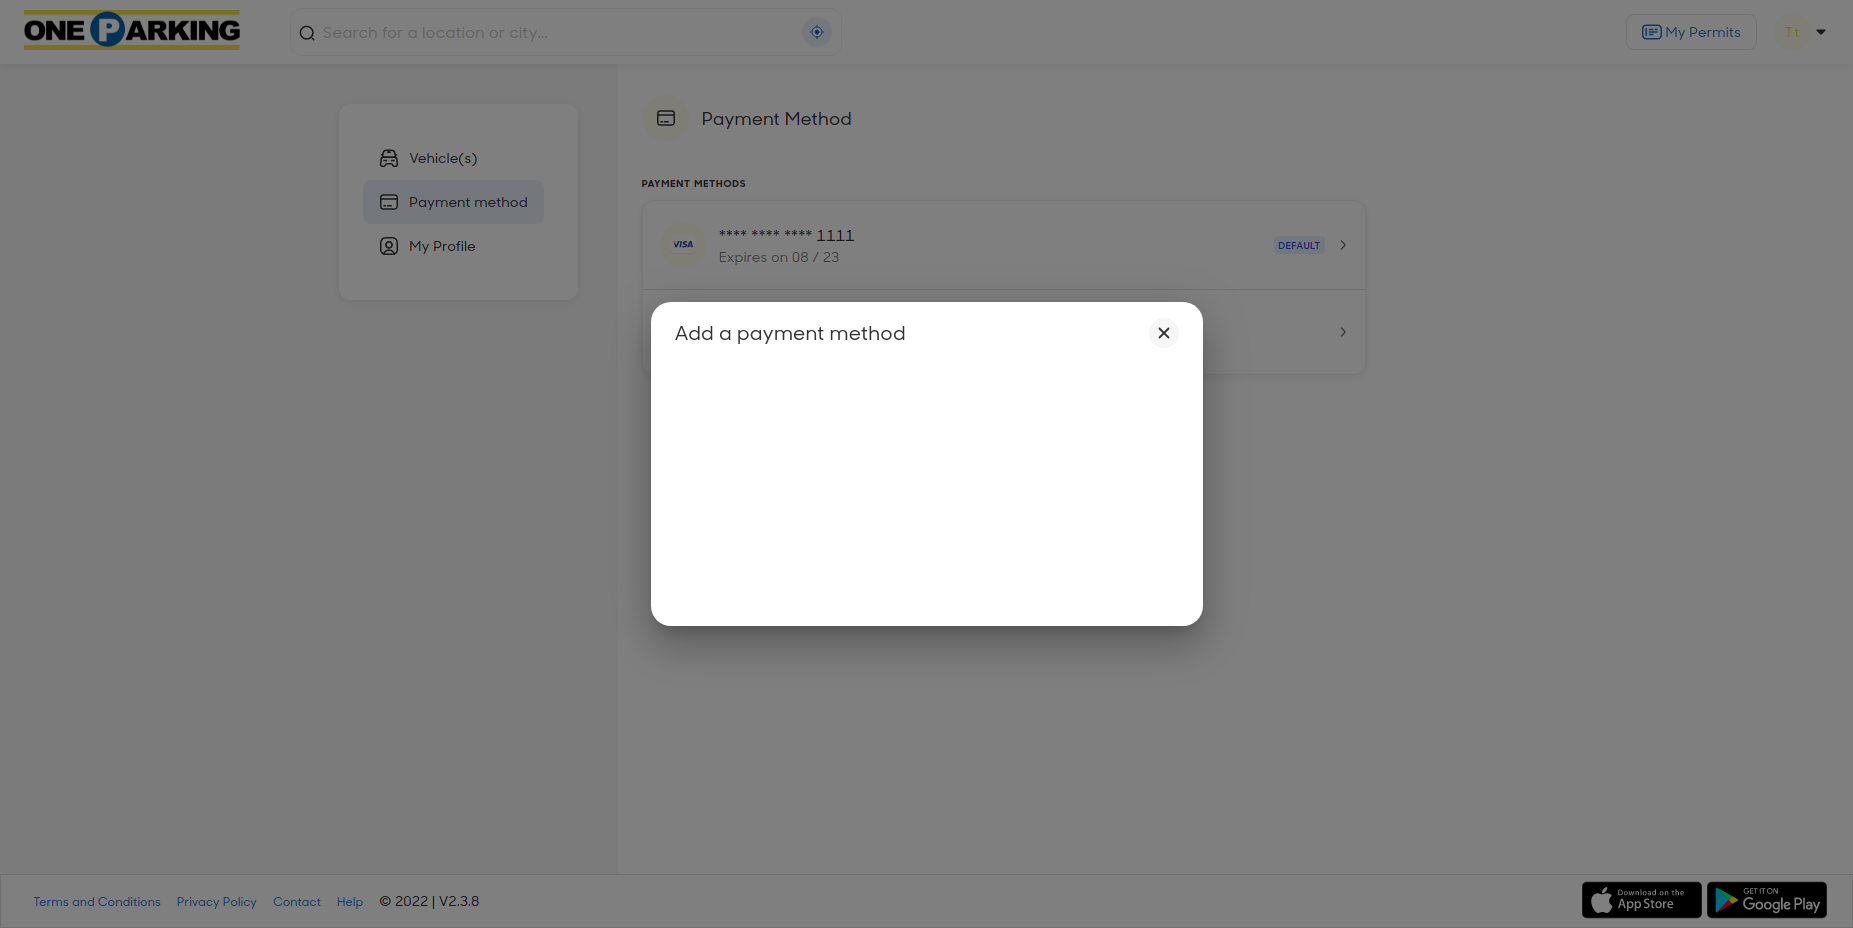 ONE PARKING
Search for a location or city...
My Permits
Tt
Vehicle(s)
Payment method
My Profile
Payment Method
PAYMENT METHODS
VISA
**** **** **** 1111
Expires on 08 / 23
DEFAULT
Add a payment method
Terms and Conditions
Privacy Policy
Contact
Help
© 2022 | V2.3.8
Download on the
App Store
GET IT ON
Google Play